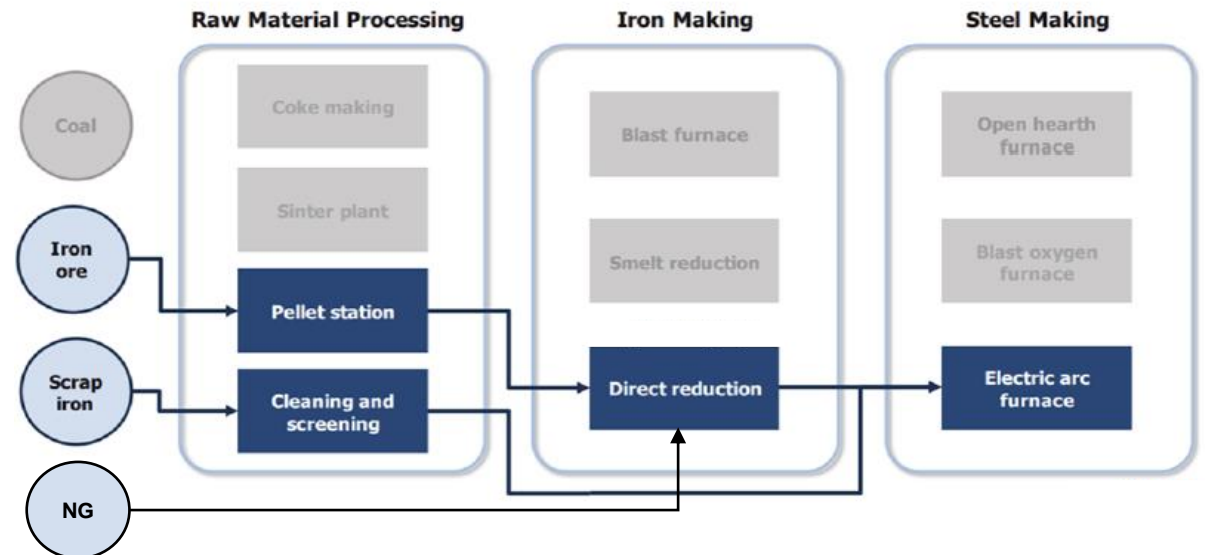 Raw Material Processing
Iron Making
Steel Making
Coal
Coke making
Blast furnace
Open hearth
furnace
Sinter plant
Smelt reduction
Blast oxygen
furnace
Iron
ore
Pellet station
Direct reduction
Electric arc
furnace
Scrap
iron
Cleaning and
screening
NG